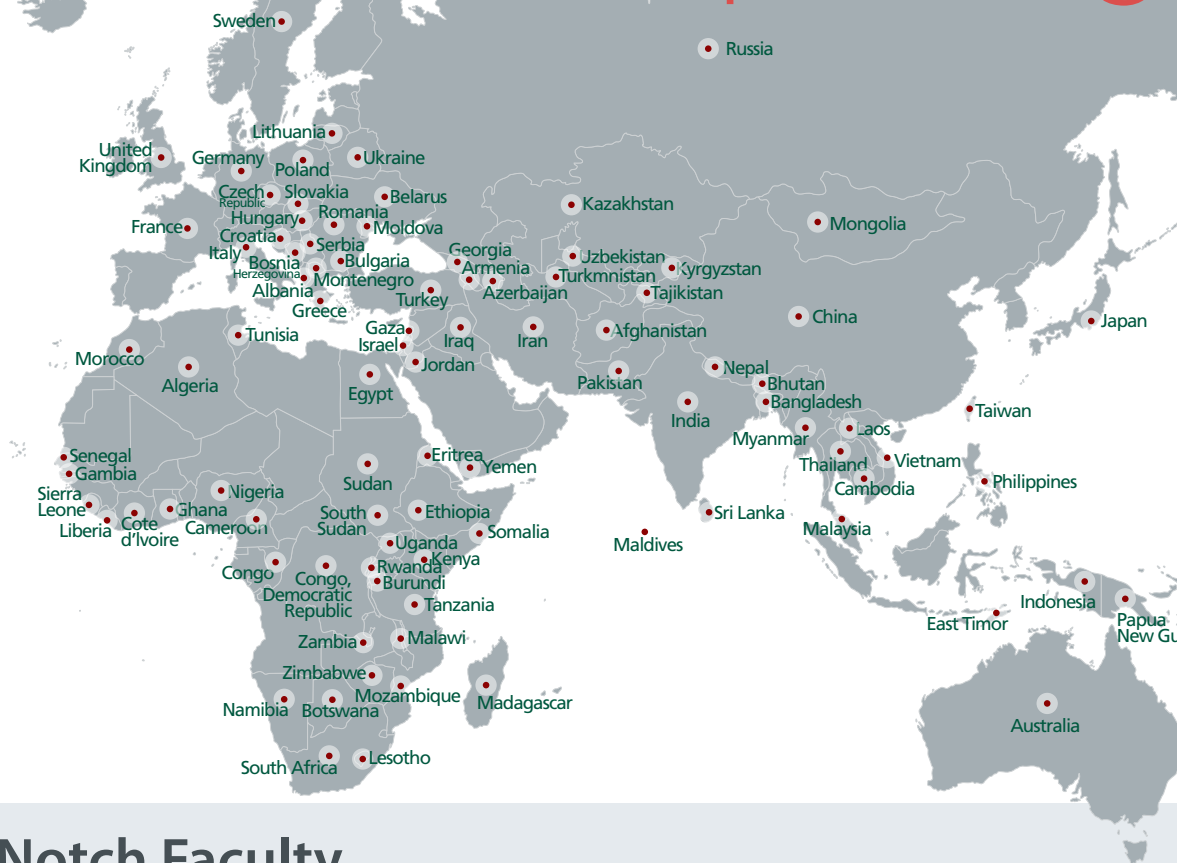 Sweden
Russia
Lithuania
United
Kingdom
Germany
Poland
Ukraine
Czech
Republic
Slovakia
Belarus
Kazakhstan
Hungary
Romania
Mongolia
France
Moldova
Croatia
Italy
Serbia
Georgia
Bosnia
Herzegovina
Bulgaria
Uzbekistan
Armenia
Kyrgyzstan
Turkmnistan
Montenegro
Albania
Azerbaijan
Tajikistan
Turkey
Greece
China
Japan
Tunisia
Gaza
Israel
Iraq
Iran
Afghanistan
Morocco
Jordan
Nepal
Algeria
Egypt
Pakistan
Bhutan
Bangladesh
India
Taiwan
Myanmar
Laos
Senegal
Gambia
Eritrea
Yemen
Thailand
Vietnam
Sudan
Cambodia
Philippines
Sierra
Leone
Nigeria
Ghana
Liberia
Cote
d'Ivoire
Cameroon
South
Sudan
Ethiopia
Sri Lanka
Somalia
Malaysia
Maldives
Uganda
Kenya
Congo
Rwanda
Congo,
Democratic
Republic
Burundi
Tanzania
Indonesia
East Timor
Papua
New Gu
Zambia
Malawi
Zimbabwe
Mozambique
Namibia
Botswana
Madagascar
Australia
South Africa
Lesotho
Notch Faculty